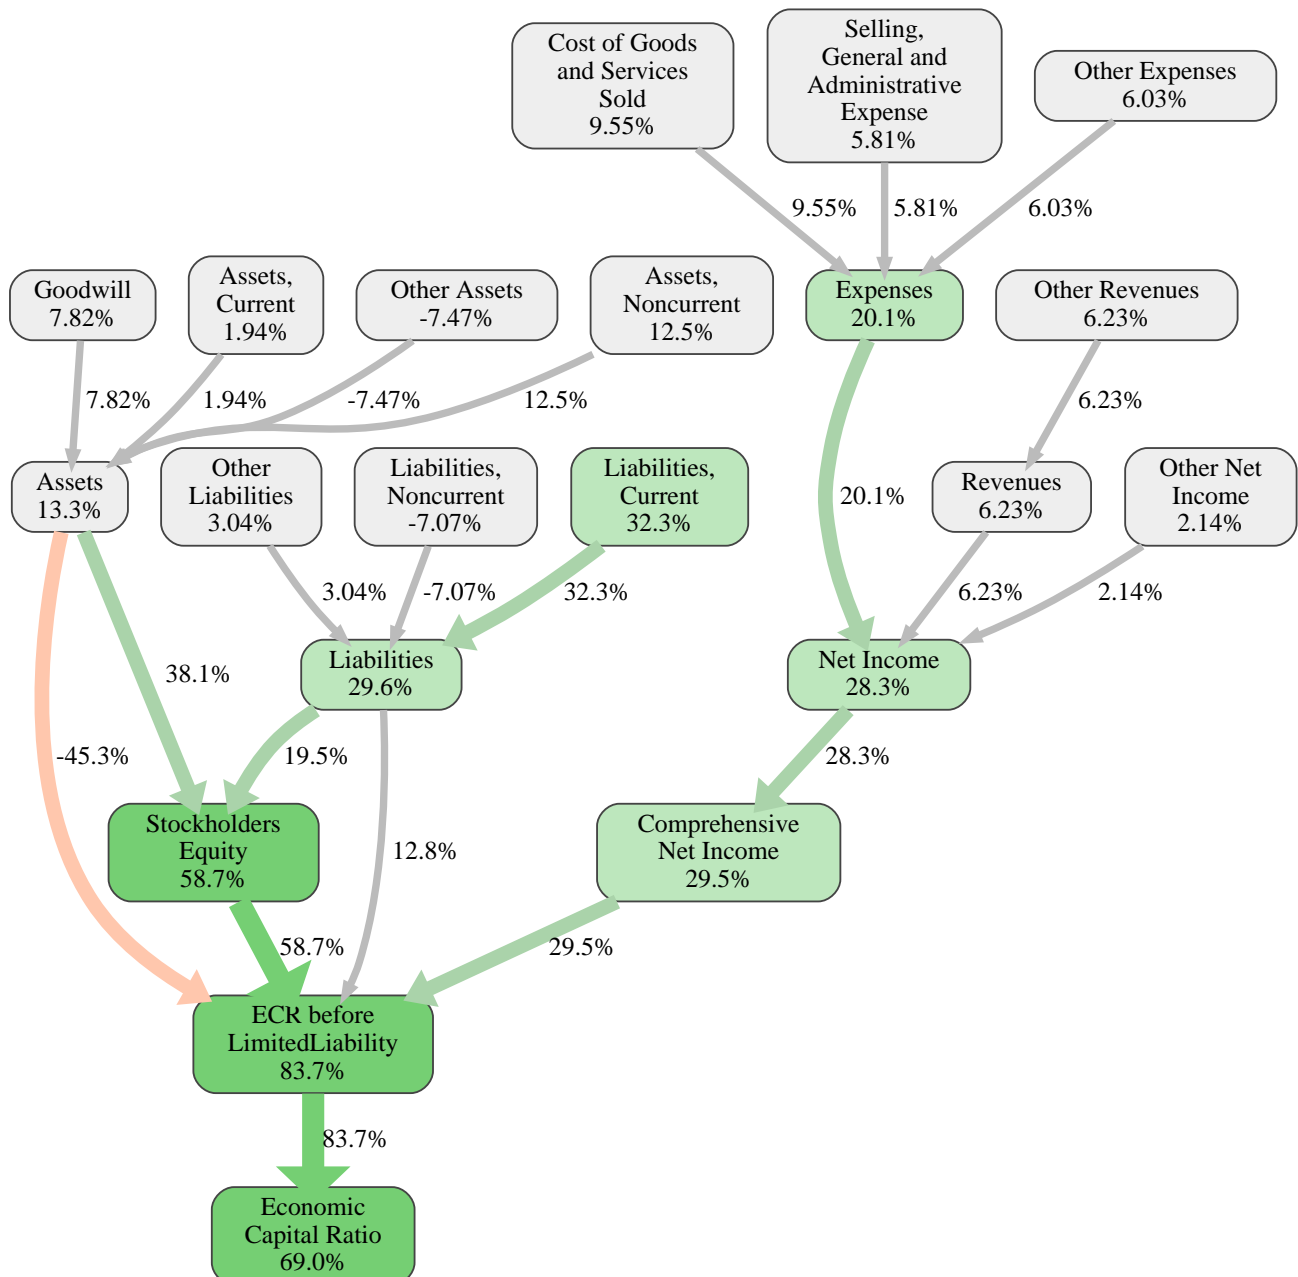 Cost of Goods
and Services
Sold
9.55%
Selling,
General and
Administrative
Expense
5.81%
Other Expenses
6.03%
9.55%
5.81%
6.03%
Goodwill
7.82%
Assets,
Current
1.94%
Other Assets
-7.47%
Assets,
Noncurrent
12.5%
Expenses
20.1%
Other Revenues
6.23%
7.82%
1.94%
-7.47%
12.5%
6.23%
Assets
13.3%
Other
Liabilities
3.04%
Liabilities,
Noncurrent
-7.07%
Liabilities,
Current
32.3%
20.1%
Revenues
6.23%
Other Net
Income
2.14%
3.04%
-7.07%
32.3%
6.23%
2.14%
38.1%
Liabilities
29.6%
Net Income
28.3%
-45.3%
19.5%
28.3%
Stockholders
Equity
58.7%
12.8%
Comprehensive
Net Income
29.5%
58.7%
29.5%
ECR before
LimitedLiability
83.7%
83.7%
Economic
Capital Ratio
69.0%